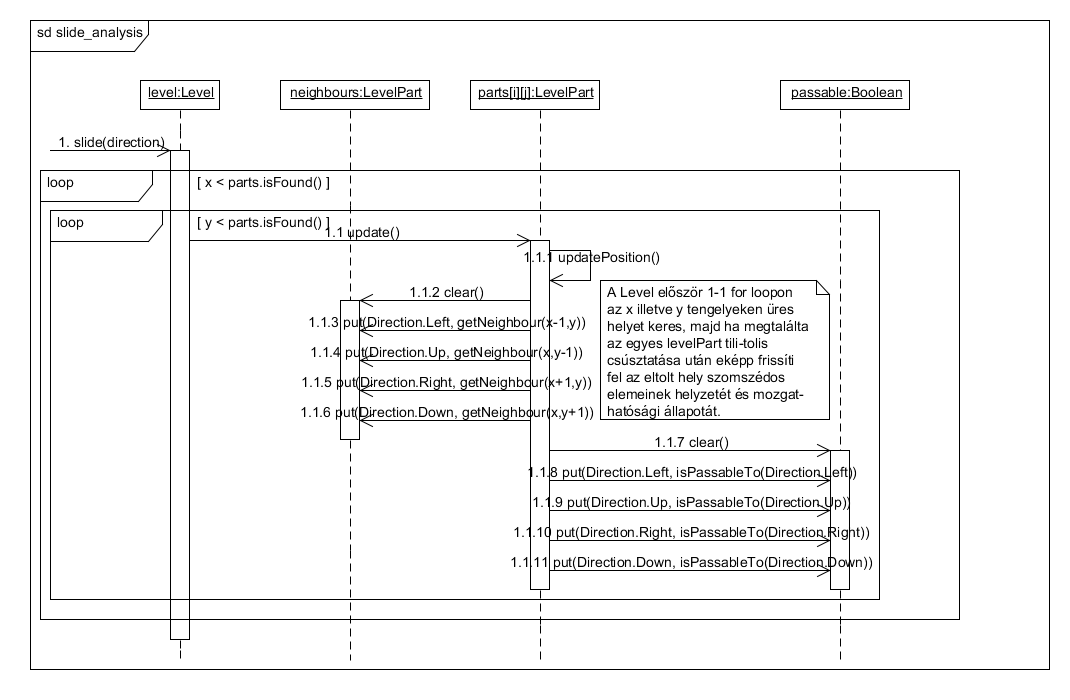 sd slide_analysis
level:Level
neighbours:LevelPart
parts[i][j]:LevelPart
passable:Boolean
1. slide(direction)
loop
[ x < parts.isFound() ]
loop
[ y < parts.isFound() ]
1.1 update()
1.1.1 updatePosition()
1.1.2 clear()
1.1.3 put(Direction.Left, getNeighbour(x-1,y))
1.1.4 put(Direction.Up, getNeighbour(x,y-1))
1.1.5 put(Direction.Right, getNeighbour(x+1,y))
1.1.6 put(Direction.Down, getNeighbour(x,y+1))
A Level először 1-1 for loopon
az x illetve y tengelyeken üres
helyet keres, majd ha megtalálta
az egyes levelPart tili-tolis
csúsztatása után eképp frissíti
fel az eltolt hely szomszédos
elemeinek helyzetét és mozgat-
hatósági állapotát.
1.1.7 clear()
1.1.8 put(Direction.Left, isPassableTo(Direction.Left))
1.1.9 put(Direction.Up, isPassableTo(Direction.Up))
1.1.10 put(Direction.Right, isPassableTo(Direction.Right))
1.1.11 put(Direction.Down, isPassableTo(Direction.Down))